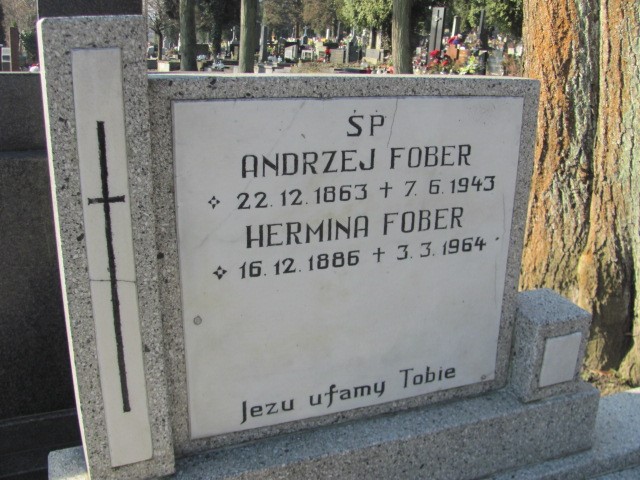 ŚP
ANDRZEJ FOBER
22.12.1863 + 7.6.1943
HERMINA FOBER
16.12.1886 + 3.3.1964
Jezu ufamy Tobie